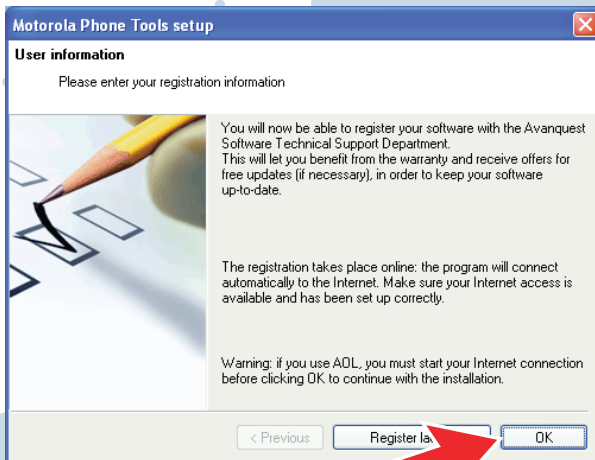 Motorola Phone Tools setup
User information
Please enter your registration information
You will now be able to register your software with the Avanquest
Software Technical Support Department.
This will let you benefit from the warranty and receive offers for
free updates (if necessary), in order to keep your software
up-to-date.
The registration takes place online: the program will connect
automatically to the Internet. Make sure your Internet access is
available and has been set up correctly.
Warning: if you use AOL, you must start your Internet connection
before clicking OK to continue with the installation.
< Previous Register OK